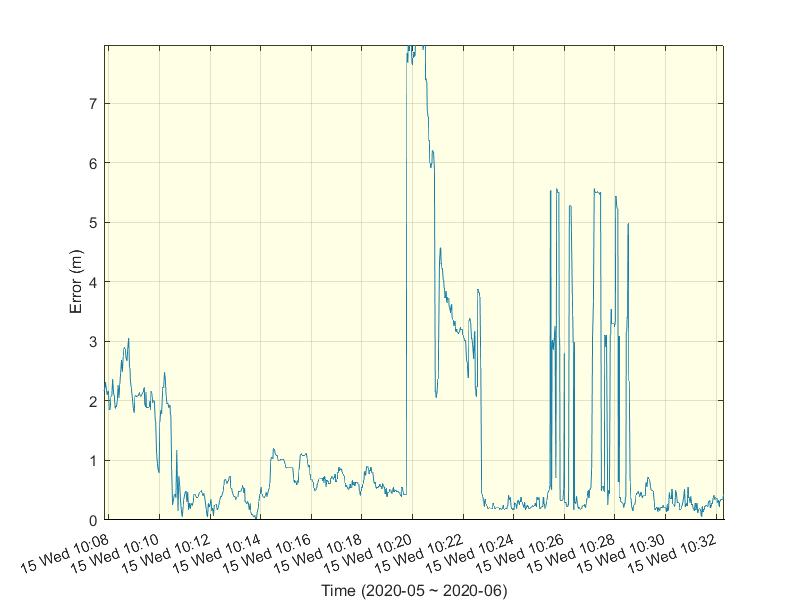 7
6
5
4
3
2
1
0
Error (m)
15 Wed 10:08
15 Wed 10:10
15 Wed 10:12
15 Wed 10:14
15 Wed 10:16
15 Wed 10:18
15 Wed 10:20
15 Wed 10:22
15 Wed 10:24
15 Wed 10:26
15 Wed 10:28
15 Wed 10:30
15 Wed 10:32
Time (2020-05 ~ 2020-06)